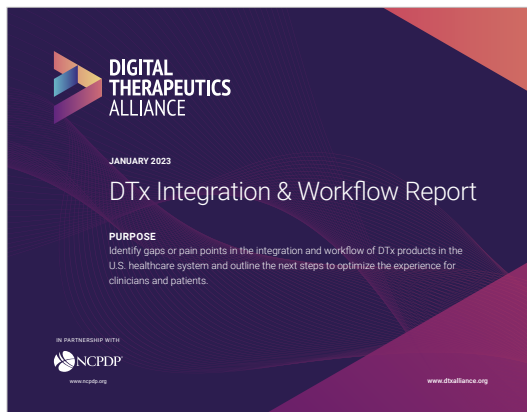 DIGITAL
THERAPEUTICS
ALLIANCE
JANUARY 2023
DTx Integration & Workflow Report
PURPOSE
Identify gaps or pain points in the integration and workflow of DTx products in the
U.S. healthcare system and outline the next steps to optimize the experience for
clinicians and patients.
IN PARTNERSHIP WITH
NCPDP®
www.ncpdp.org
www.dtxalliance.org